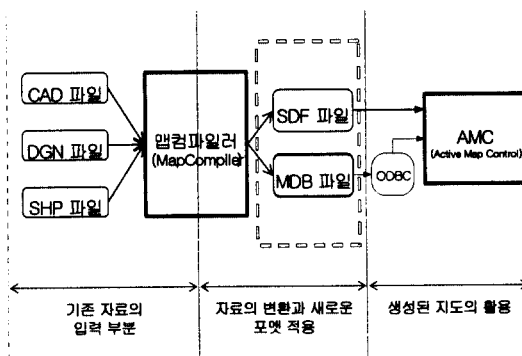 CAD 파일
DGN 파일
SHP 파일
맵컴파일러
(MapCompiler)
SDF 파일
MDB 파일
ODBC
AMC
(Active Map Control)
기존 자료의
입력 부분
자료의 변환과 새로운
포맷 적용
생성된 지도의 활용